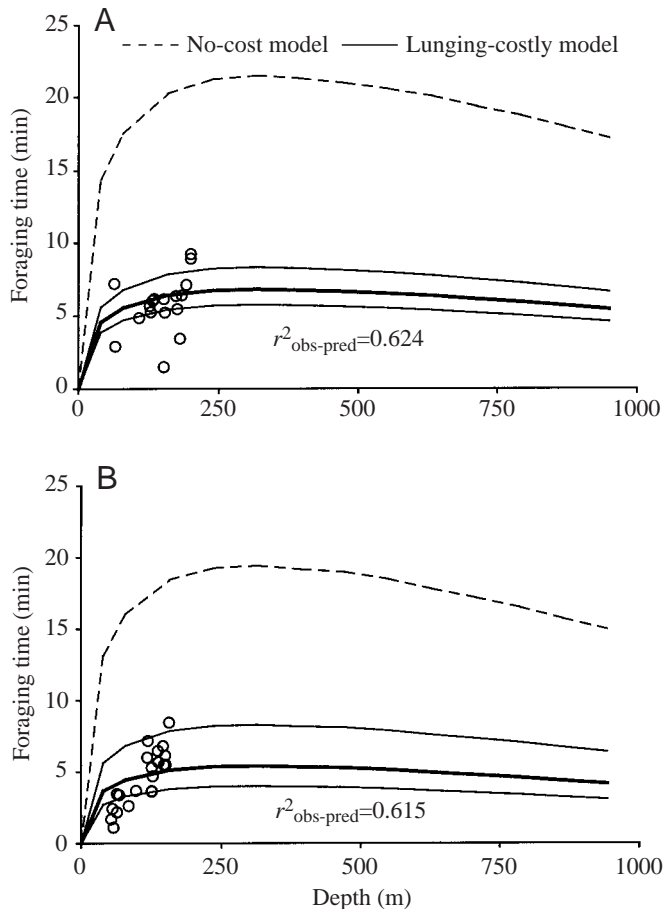 A
No-cost model Lunging-costly model
25
20
15
10
5
0
Foraging time (min)
r²obs-pred=0.624
0 250 500 750 1000
B
25
20
15
10
5
0
Foraging time (min)
r²obs-pred=0.615
0 250 500 750 1000
Depth (m)